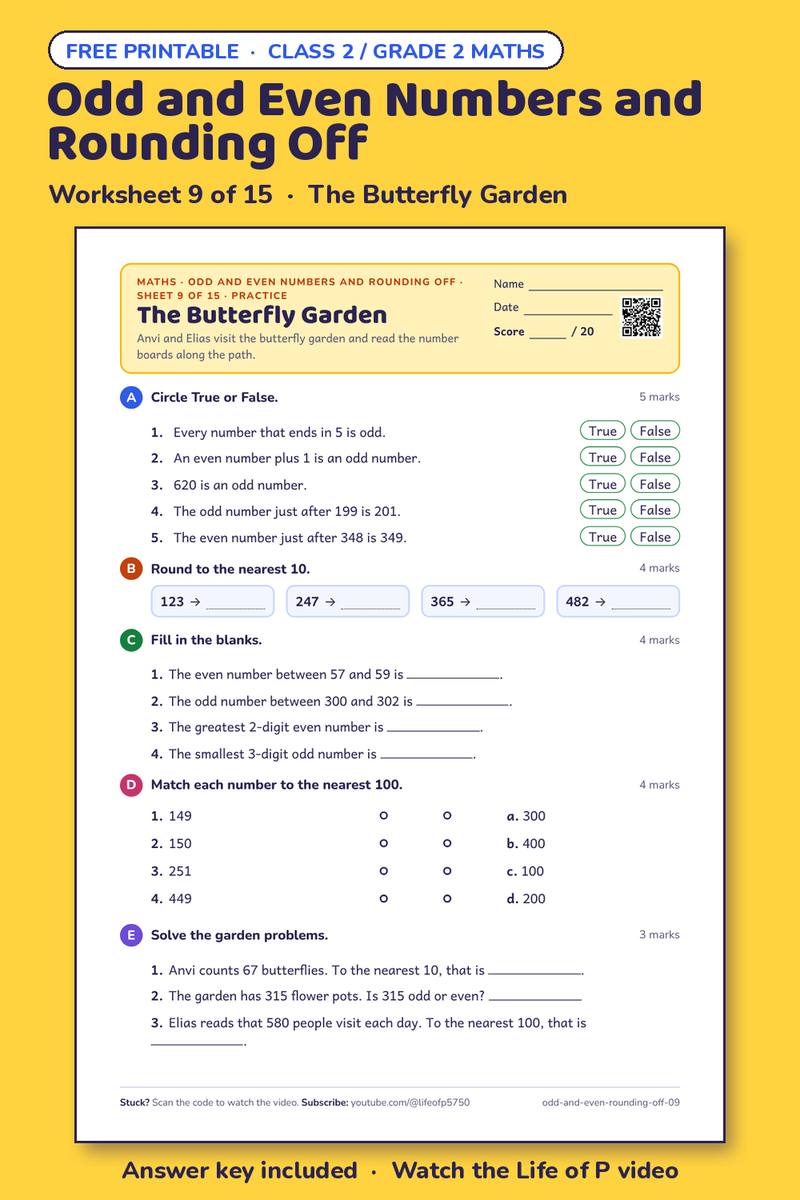 FREE PRINTABLE · CLASS 2 / GRADE 2 MATHS
Odd and Even Numbers and
Rounding Off
Worksheet 9 of 15 · The Butterfly Garden
MATHS · ODD AND EVEN NUMBERS AND ROUNDING OFF ·
SHEET 9 OF 15 · PRACTICE
The Butterfly Garden
Anvi and Elias visit the butterfly garden and read the number
boards along the path.
Name
Date
Score / 20
A Circle True or False. 5 marks
1. Every number that ends in 5 is odd. True False
2. An even number plus 1 is an odd number. True False
3. 620 is an odd number. True False
4. The odd number just after 199 is 201. True False
5. The even number just after 348 is 349. True False
B Round to the nearest 10. 4 marks
123 → 247 → 365 → 482 →
C Fill in the blanks. 4 marks
1. The even number between 57 and 59 is .
2. The odd number between 300 and 302 is .
3. The greatest 2-digit even number is .
4. The smallest 3-digit odd number is .
D Match each number to the nearest 100. 4 marks
1. 149 a. 300
2. 150 b. 400
3. 251 c. 100
4. 449 d. 200
E Solve the garden problems. 3 marks
1. Anvi counts 67 butterflies. To the nearest 10, that is .
2. The garden has 315 flower pots. Is 315 odd or even?
3. Elias reads that 580 people visit each day. To the nearest 100, that is
.
Stuck? Scan the code to watch the video. Subscribe: youtube.com/@lifeofp5750 odd-and-even-rounding-off-09
Answer key included · Watch the Life of P video